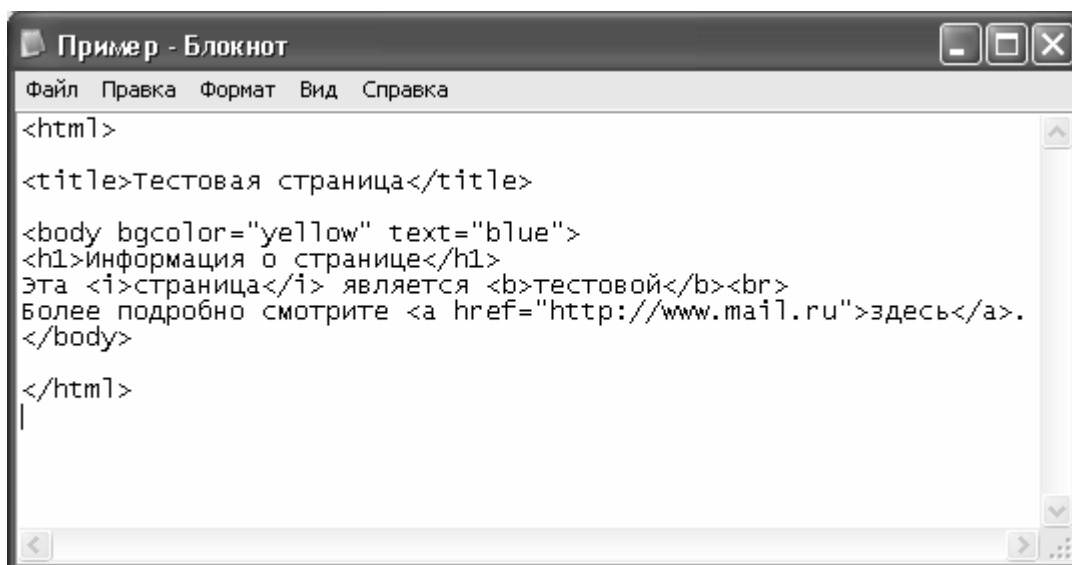 Пример - Блокнот
Файл Правка Формат Вид Справка
<html>
<title>Тестовая страница</title>
<body bgcolor="yellow" text="blue">
<h1>Информация о странице</h1>
Эта <i>страница</i> является <b>тестовой</b><br>
Более подробно смотрите <a href="http://www.mail.ru">здесь</a>.
</body>
</html>